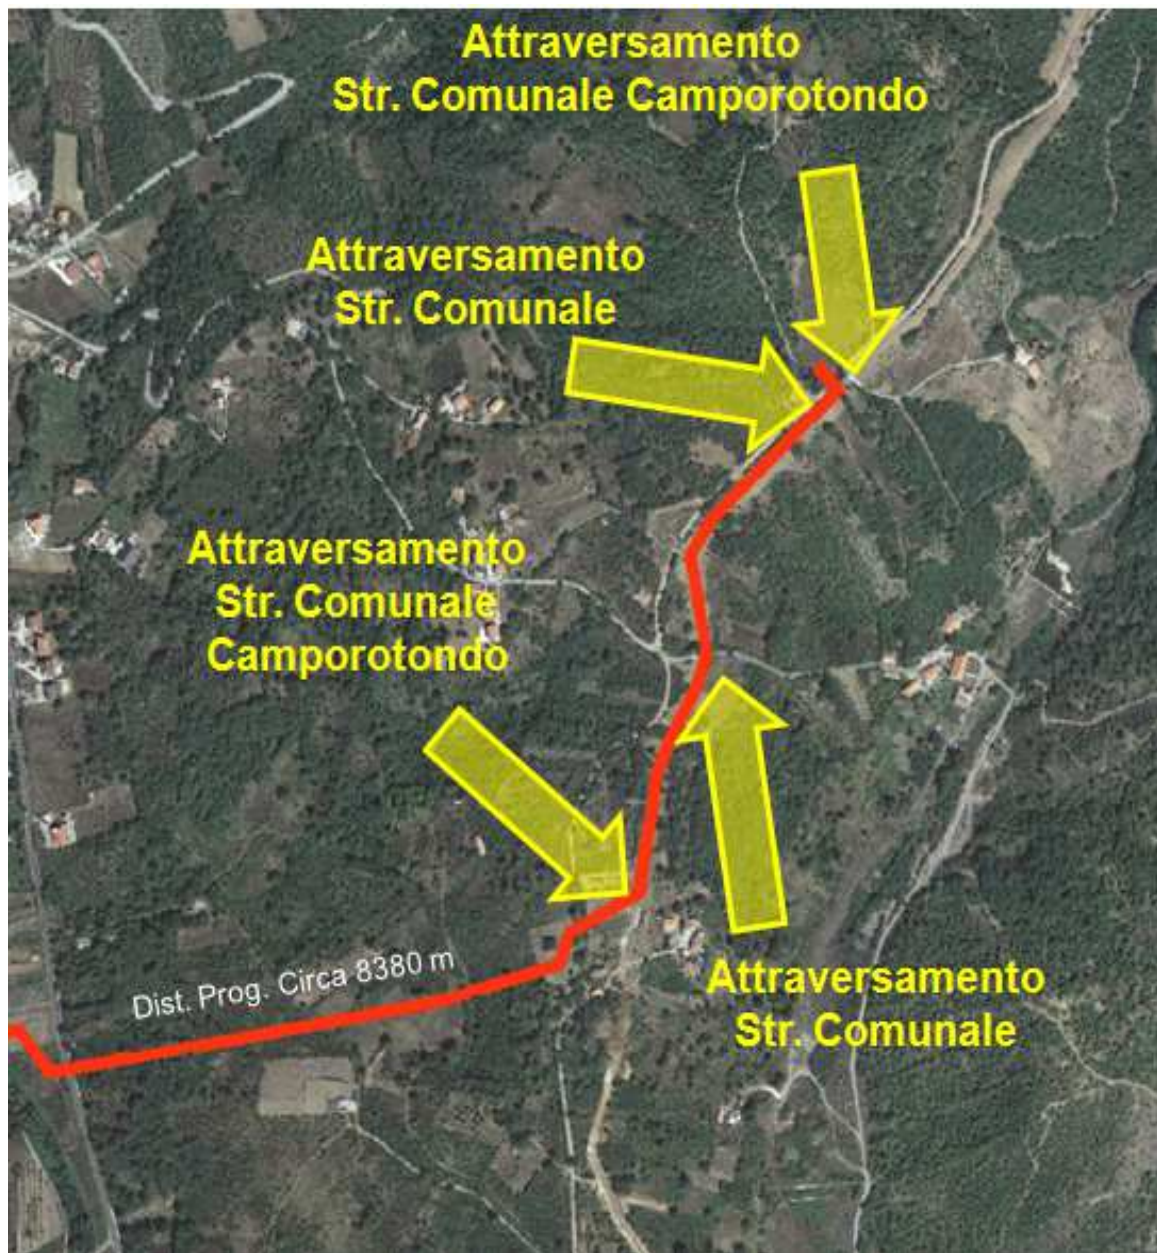 Attraversamento
Str. Comunale Camporotondo
Attraversamento
Str. Comunale
Attraversamento
Str. Comunale
Camporotondo
Dist. Prog. Circa 8380 m
Attraversamento
Str. Comunale